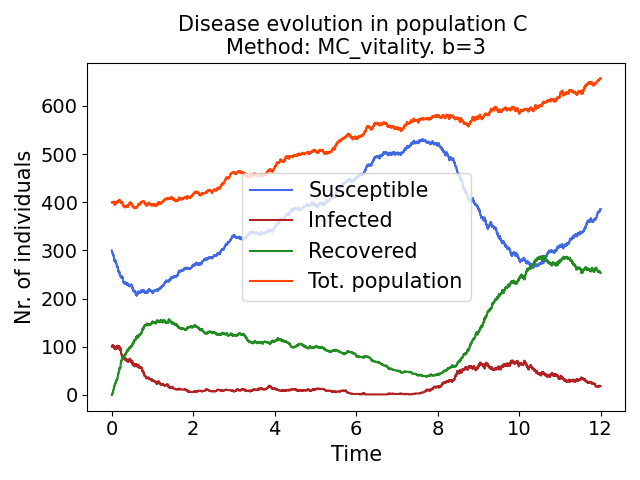 Disease evolution in population C
Method: MC_vitality. b=3
Nr. of individuals
600
500
400
300
200
100
0
Susceptible
Infected
Recovered
Tot. population
0 2 4 6 8 10 12
Time